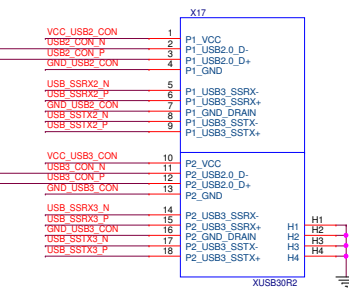 X17
VCC_USB2_CON 1 P1_VCC
USB2_CON_N 2 P1_USB2.0_D-
USB2_CON_P 3 P1_USB2.0_D+
GND_USB2_CON 4 P1_GND
USB_SSRX2_N 5 P1_USB3_SSRX-
USB_SSRX2_P 6 P1_USB3_SSRX+
GND_USB2_CON 7 P1_GND_DRAIN
USB_SSTX2_N 8 P1_USB3_SSTX-
USB_SSTX2_P 9 P1_USB3_SSTX+
VCC_USB3_CON 10 P2_VCC
USB3_CON_N 11 P2_USB2.0_D-
USB3_CON_P 12 P2_USB2.0_D+
GND_USB3_CON 13 P2_GND
USB_SSRX3_N 14 P2_USB3_SSRX-
USB_SSRX3_P 15 P2_USB3_SSRX+ H1 H1
GND_USB3_CON 16 P2_GND_DRAIN H2 H2
USB_SSTX3_N 17 P2_USB3_SSTX- H3 H3
USB_SSTX3_P 18 P2_USB3_SSTX+ H4 H4
XUSB30R2